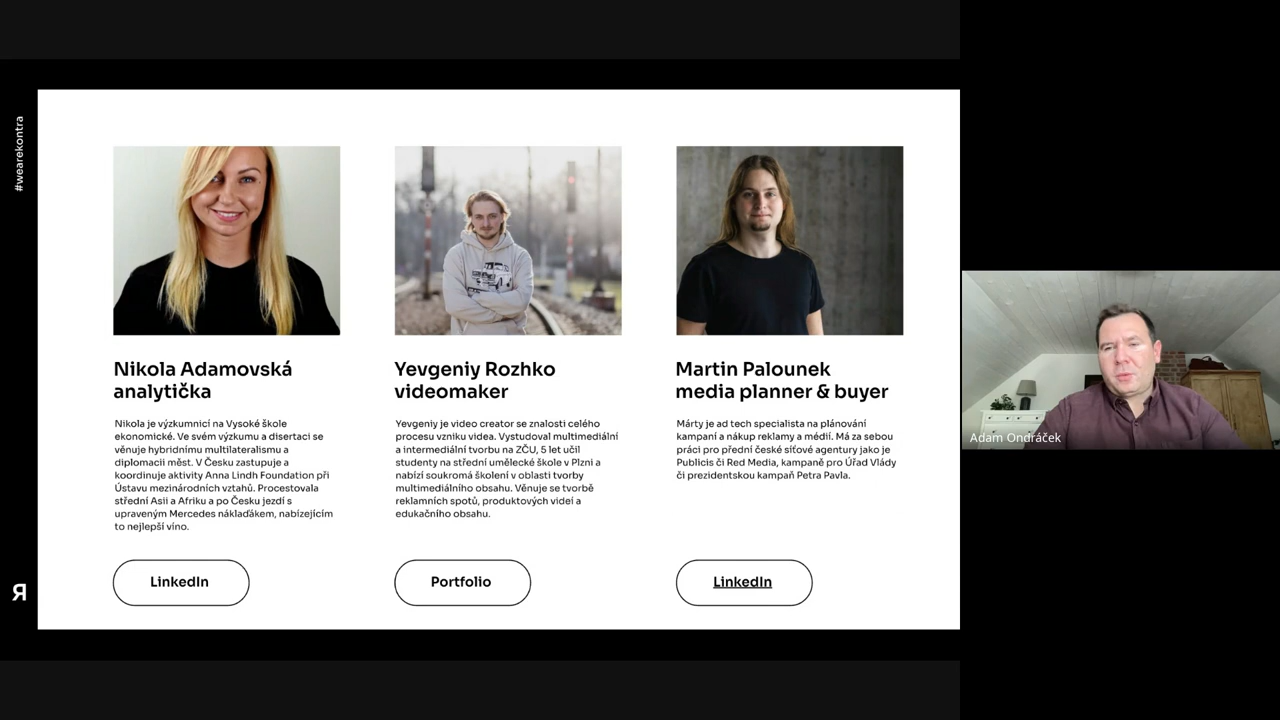 #wearekontra
Nikola Adamovská
analytička
Nikola je výzkumnicí na Vysoké škole
ekonomické. Ve svém výzkumu a disertaci se
věnuje hybridnímu multilateralismu a
diplomacii měst. V Česku zastupuje a
koordinuje aktivity Anna Lindh Foundation při
Ústavu mezinárodních vztahů. Procestovala
střední Asii a Afriku a po Česku jezdí s
upraveným Mercedes náklaďákem, nabízejícím
to nejlepší víno.
LinkedIn
Yevgeniy Rozhko
videomaker
Yevgeniy je video creator se znalostí celého
procesu vzniku videa. Vystudoval multimediální
a intermediální tvorbu na ZČU, 5 let učil
studenty na střední umělecké škole v Plzni a
nabízí soukromá školení v oblasti tvorby
multimediálního obsahu. Věnuje se tvorbě
reklamních spotů, produktových videí a
edukačního obsahu.
Portfolio
Martin Palounek
media planner & buyer
Márty je ad tech specialista na plánování
kampaní a nákup reklamy a médií. Má za sebou
práci pro přední české síťové agentury jako je
Publicis či Red Media, kampaně pro Úřad Vlády
či prezidentskou kampaň Petra Pavla.
LinkedIn
Я
Adam Ondráček